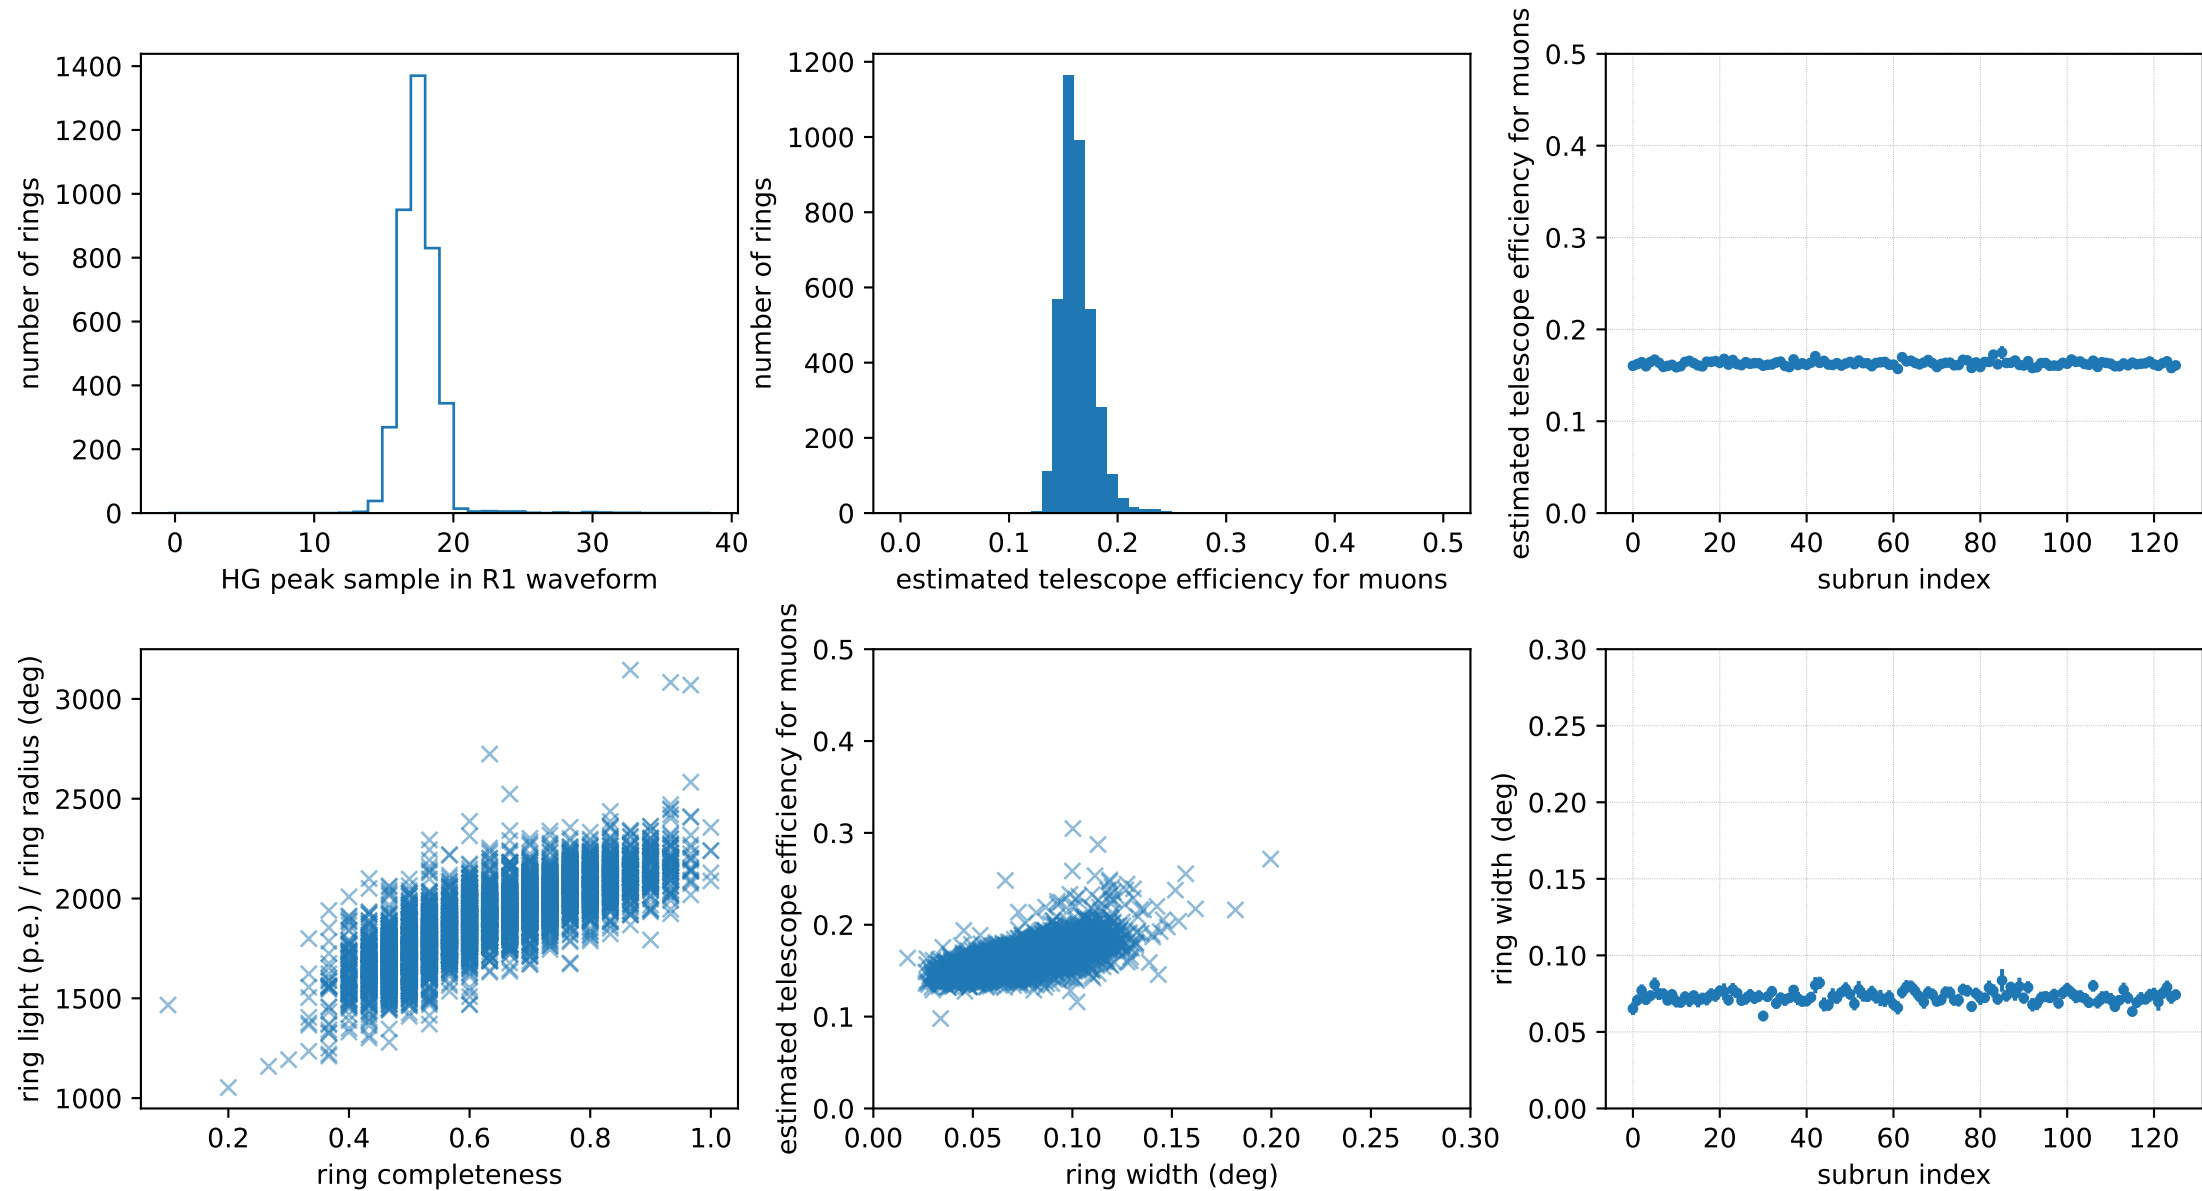 1400
1200
1000
800
600
400
200
0
number of rings
0 10 20 30 40
HG peak sample in R1 waveform
1200
1000
800
600
400
200
0
number of rings
0.0 0.1 0.2 0.3 0.4 0.5
estimated telescope efficiency for muons
0.5
0.4
0.3
0.2
0.1
0.0
estimated telescope efficiency for muons
0 20 40 60 80 100 120
subrun index
3000
2500
2000
1500
1000
ring light (p.e.) / ring radius (deg)
0.2 0.4 0.6 0.8 1.0
ring completeness
0.5
0.4
0.3
0.2
0.1
0.0
estimated telescope efficiency for muons
0.00 0.05 0.10 0.15 0.20 0.25 0.30
ring width (deg)
0.30
0.25
0.20
0.15
0.10
0.05
0.00
ring width (deg)
0 20 40 60 80 100 120
subrun index